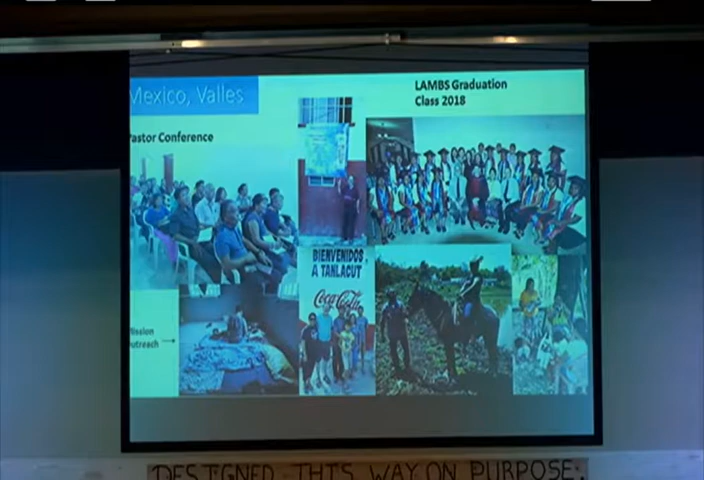 Mexico, Valles
LAMBS Graduation
Class 2018
Pastor Conference
BIENVENIDOS
A TANLACUT
Coca-Cola
Mission
Outreach
DESIGNED THIS WAY ON PURPOSE.